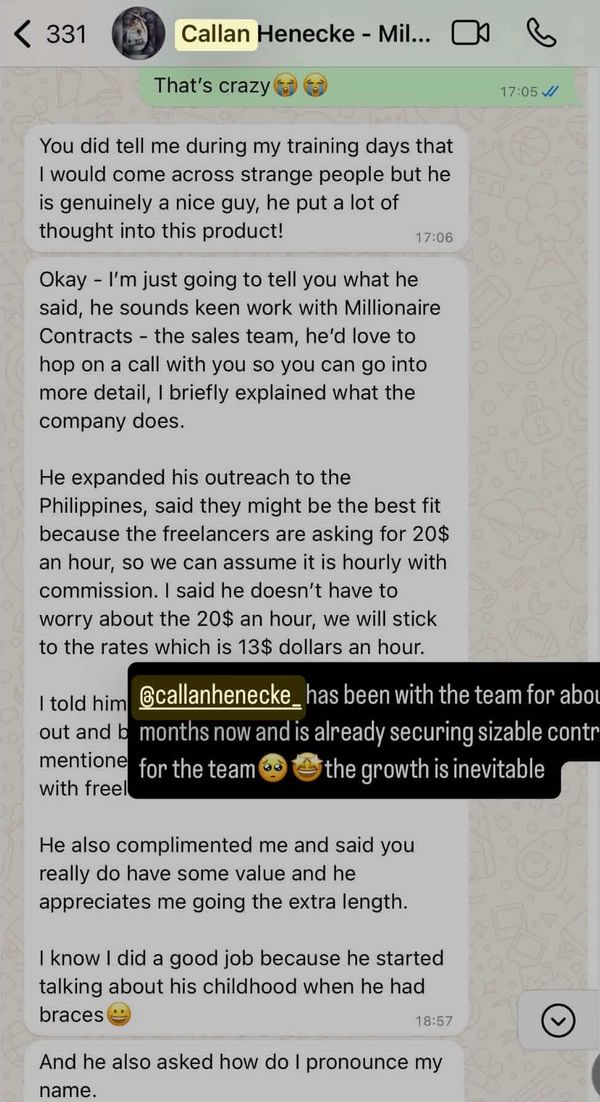 331
Callan Henecke - Mil...
That's crazy😭😭
17:05
You did tell me during my training days that
I would come across strange people but he
is genuinely a nice guy, he put a lot of
thought into this product!
17:06
Okay - I'm just going to tell you what he
said, he sounds keen work with Millionaire
Contracts - the sales team, he'd love to
hop on a call with you so you can go into
more detail, I briefly explained what the
company does.
He expanded his outreach to the
Philippines, said they might be the best fit
because the freelancers are asking for 20$
an hour, so we can assume it is hourly with
commission. I said he doesn't have to
worry about the 20$ an hour, we will stick
to the rates which is 13$ dollars an hour.
I told him
out and b
mentione
with freel
@callanhenecke_ has been with the team for abou
months now and is already securing sizable contr
for the team🥺🤩the growth is inevitable
He also complimented me and said you
really do have some value and he
appreciates me going the extra length.
I know I did a good job because he started
talking about his childhood when he had
braces😀
18:57
And he also asked how do I pronounce my
name.